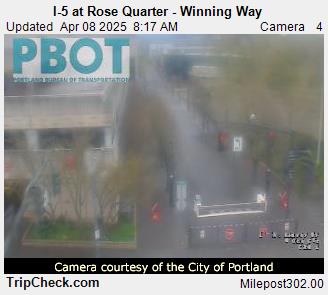 I-5 at Rose Quarter - Winning Way
Updated Apr 08 2025 8:17 AM Camera 4
PBOT
PORTLAND BUREAU OF TRANSPORTATION
Camera courtesy of the City of Portland
TripCheck.com Milepost302.00